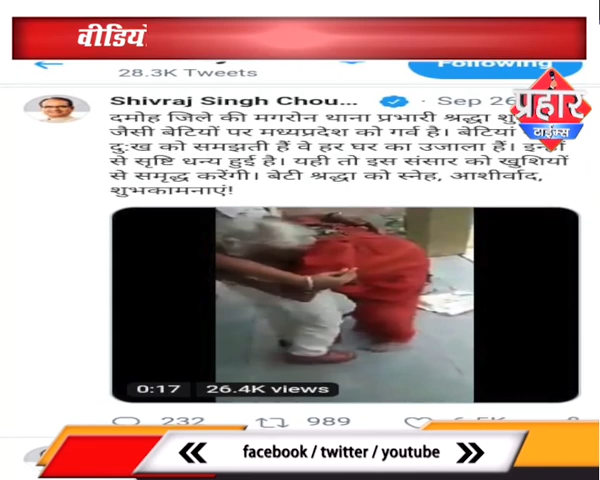 वीडियो
28.3K Tweets
Following
Shivraj Singh Chou... · Sep 26
प्रहार
टाईम्स
दमोह जिले की मगरोन थाना प्रभारी श्रद्धा
जैसी बेटियों पर मध्यप्रदेश को गर्व है। बेटियां
दु:ख को समझती हैं वे हर घर का उजाला हैं।
से सृष्टि धन्य हुई है। यही तो इस संसार को खुशियों
से समृद्ध करेंगी। बेटी श्रद्धा को स्नेह, आशीर्वाद,
शुभकामनाएं!
0:17 26.4K views
232 989
facebook / twitter / youtube